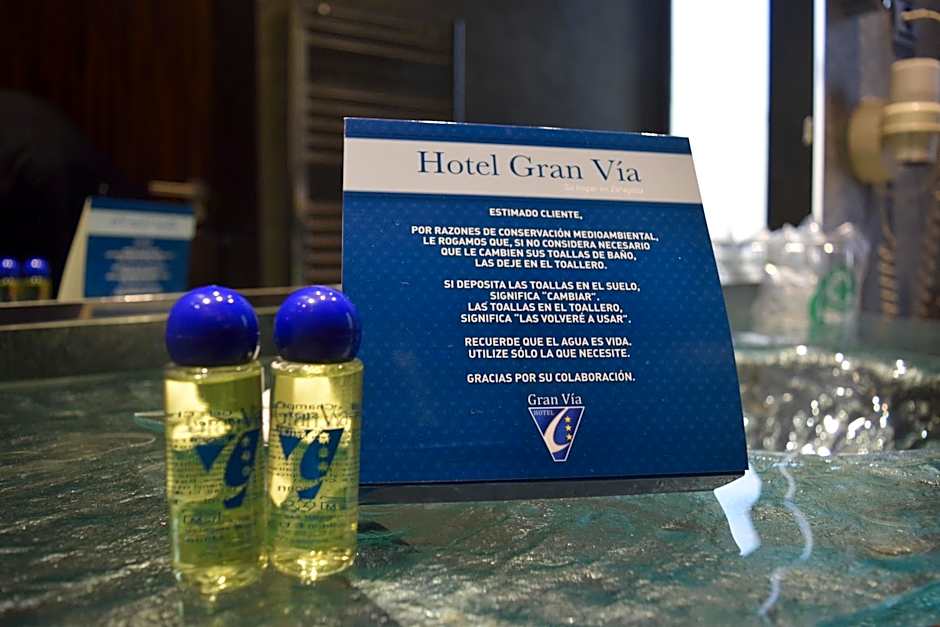 Hotel Gran Vía
Su hogar en Zaragoza
ESTIMADO CLIENTE,
POR RAZONES DE CONSERVACIÓN MEDIOAMBIENTAL,
LE ROGAMOS QUE, SI NO CONSIDERA NECESARIO
QUE LE CAMBIEN SUS TOALLAS DE BAÑO,
LAS DEJE EN EL TOALLERO.
SI DEPOSITA LAS TOALLAS EN EL SUELO,
SIGNIFICA "CAMBIAR".
LAS TOALLAS EN EL TOALLERO,
SIGNIFICA "LAS VOLVERÉ A USAR".
RECUERDE QUE EL AGUA ES VIDA.
UTILIZE SÓLO LA QUE NECESITE.
GRACIAS POR SU COLABORACIÓN.
Gran Vía
HOTEL